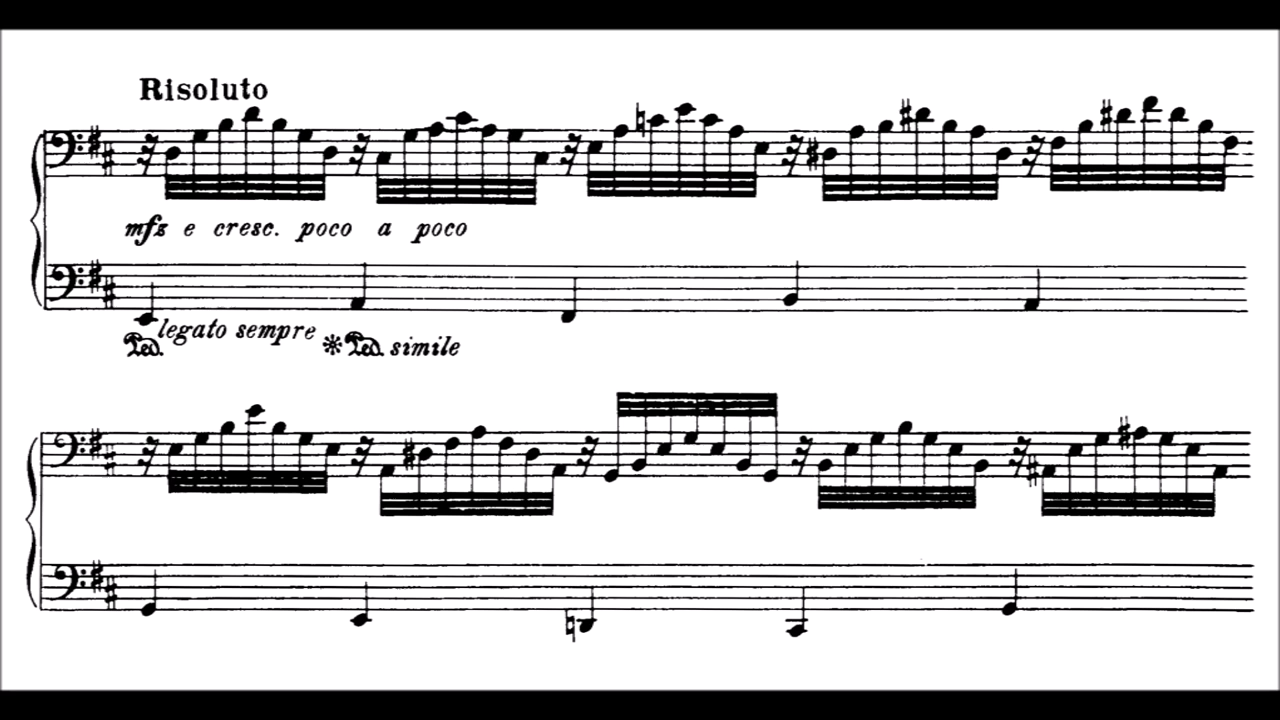 Risoluto
mfz e cresc. poco a poco
legato sempre
Ped. * Ped. simile